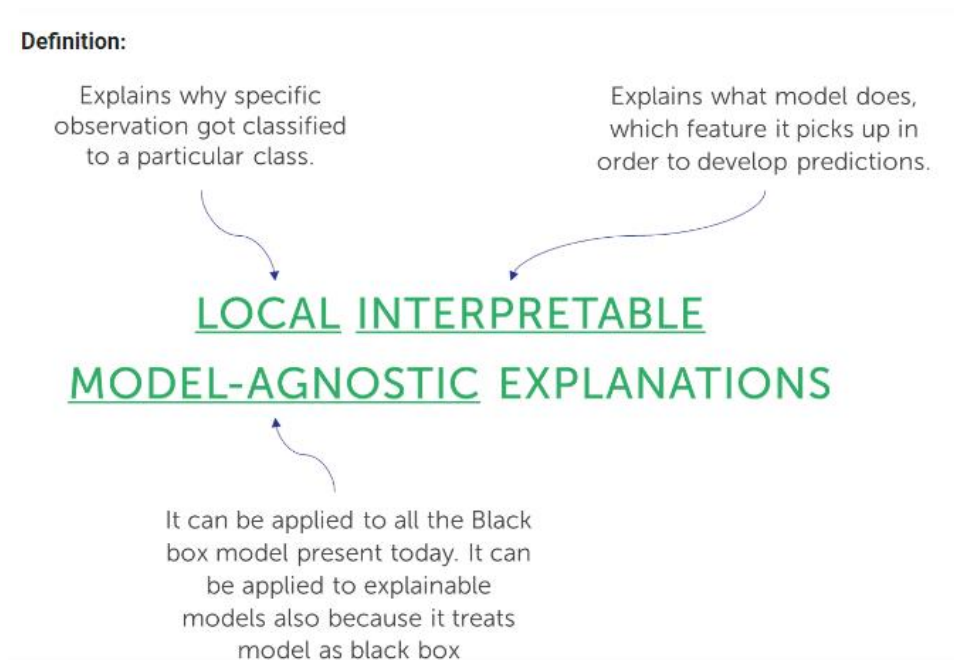 Definition:
Explains why specific
observation got classified
to a particular class.
Explains what model does,
which feature it picks up in
order to develop predictions.
LOCAL INTERPRETABLE
MODEL-AGNOSTIC EXPLANATIONS
It can be applied to all the Black
box model present today. It can
be applied to explainable
models also because it treats
model as black box